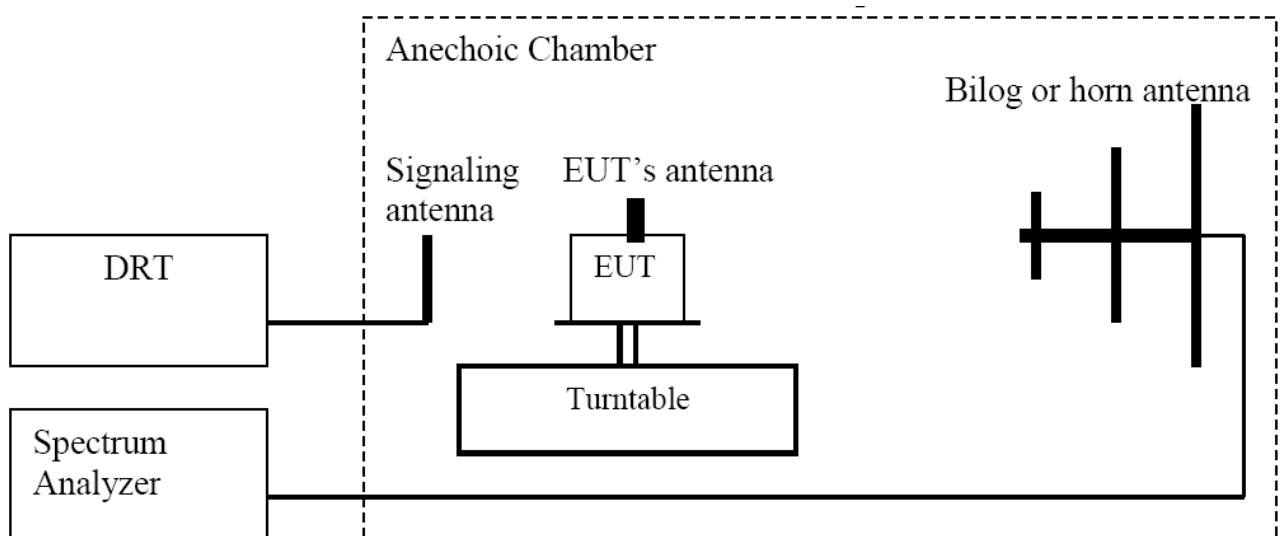 Anechoic Chamber
Bilog or horn antenna
Signaling
antenna
EUT’s antenna
DRT
EUT
Turntable
Spectrum
Analyzer